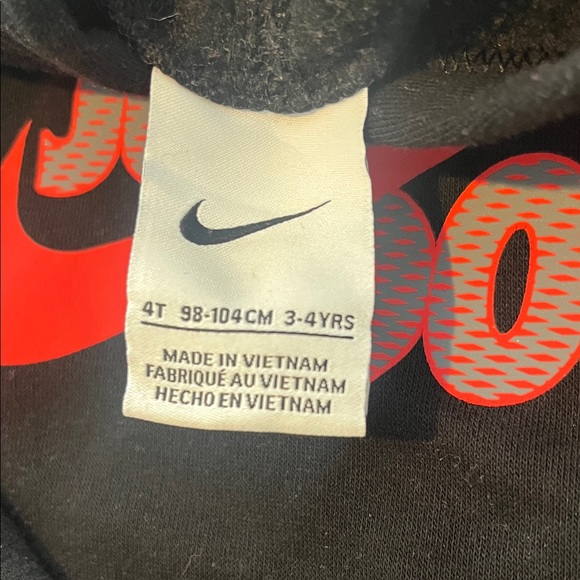 4T 98-104CM 3-4YRS
MADE IN VIETNAM
FABRIQUÉ AU VIETNAM
HECHO EN VIETNAM